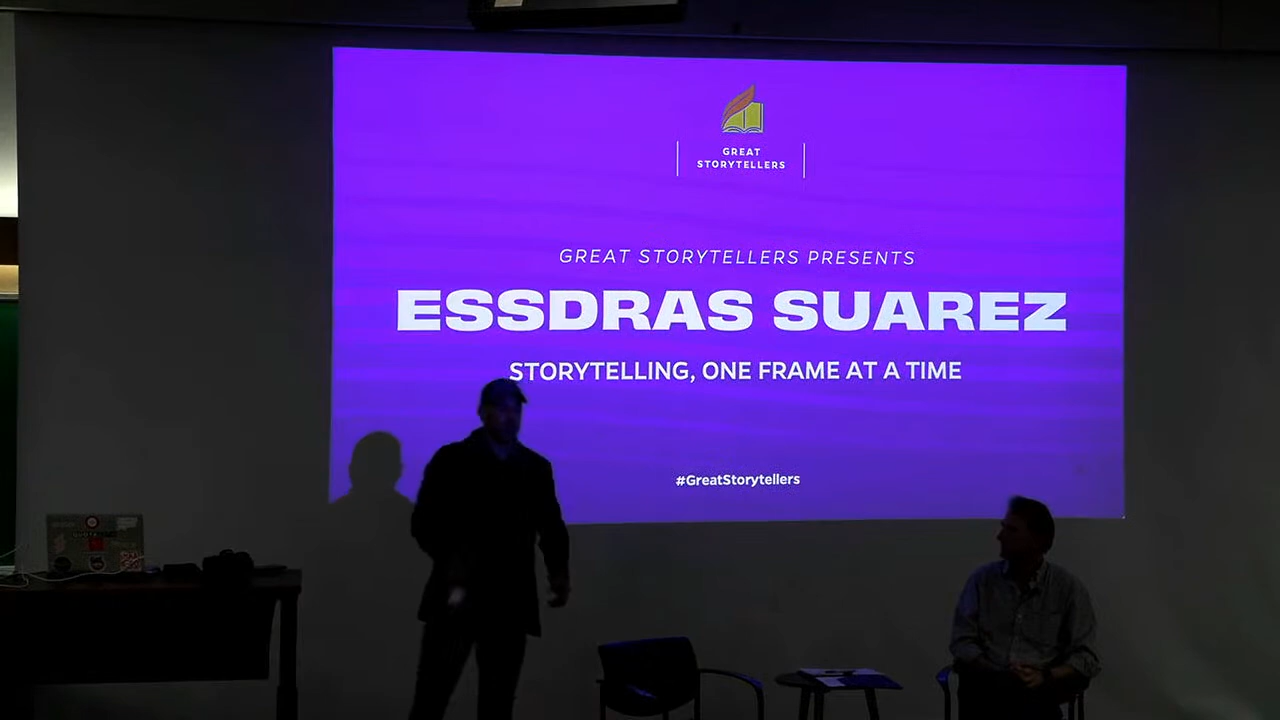 GREAT
STORYTELLERS
GREAT STORYTELLERS PRESENTS
ESSDRAS SUAREZ
STORYTELLING, ONE FRAME AT A TIME
#GreatStorytellers